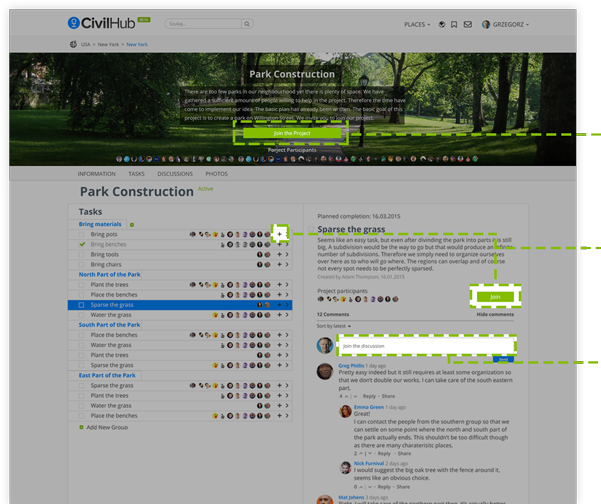 CivilHub BETA
Szukaj...
PLACES
GRZEGORZ
USA > New York > New York
Park Construction
There are too few parks in our neighbourhood yet there is plenty of space. We have
gathered a sufficient amount of people willing to help in the project. Therefore the time have
come to implement our idea. The basic plan has already been written. The basic goal of this
project is to create a park on Willington Street. We invite you to join our project.
Join the Project
Porject Participants
INFORMATION TASKS DISCUSSIONS PHOTOS
Park Construction Active
Tasks
Bring materials
Bring pots
Bring benches
Bring tools
Bring chairs
North Part of the Park
Plant the trees
Place the benches
Sparse the grass
Water the grass
South Part of the Park
Place the benches
Water the grass
Plant the trees
Sparse the grass
East Part of the Park
Sparse the grass
Plant the trees
Water the grass
Place the benches
Add New Group
Planned completion: 16.03.2015
Sparse the grass
Seems like an easy task, but even after dividing the park into parts it is still
big. A subdivision would be the way to go but that would produce an
number of subdivisions. Therefore we simply need to organize ourselves
over here as to who will go where. The regions can overlap and of course
not every spot needs to be perfectly sparsed.
Created by Adam Thompson, 16.01.2015
Project participants
Join
12 Comments Hide comments
Sort by latest
Join the discussion
Greg Phillis 1 day ago
Pretty easy indeed but it still requires at least some organization so
that we don't double our works. I can take care of the south eastern
part.
4 Reply · Share
Emma Green 1 day ago
Great!
I can contact the people from the southern group so that we
can settle on some point where the north and south part of
the park actually ends. This shouldn't be too difficult though
as there are many charateristic places.
2 Reply · Share
Nick Furnival 2 days ago
I would suggest the big oak tree with the fence around it,
seems like an obvious choice.
0 Reply · Share
Mat Johens 3 days ago